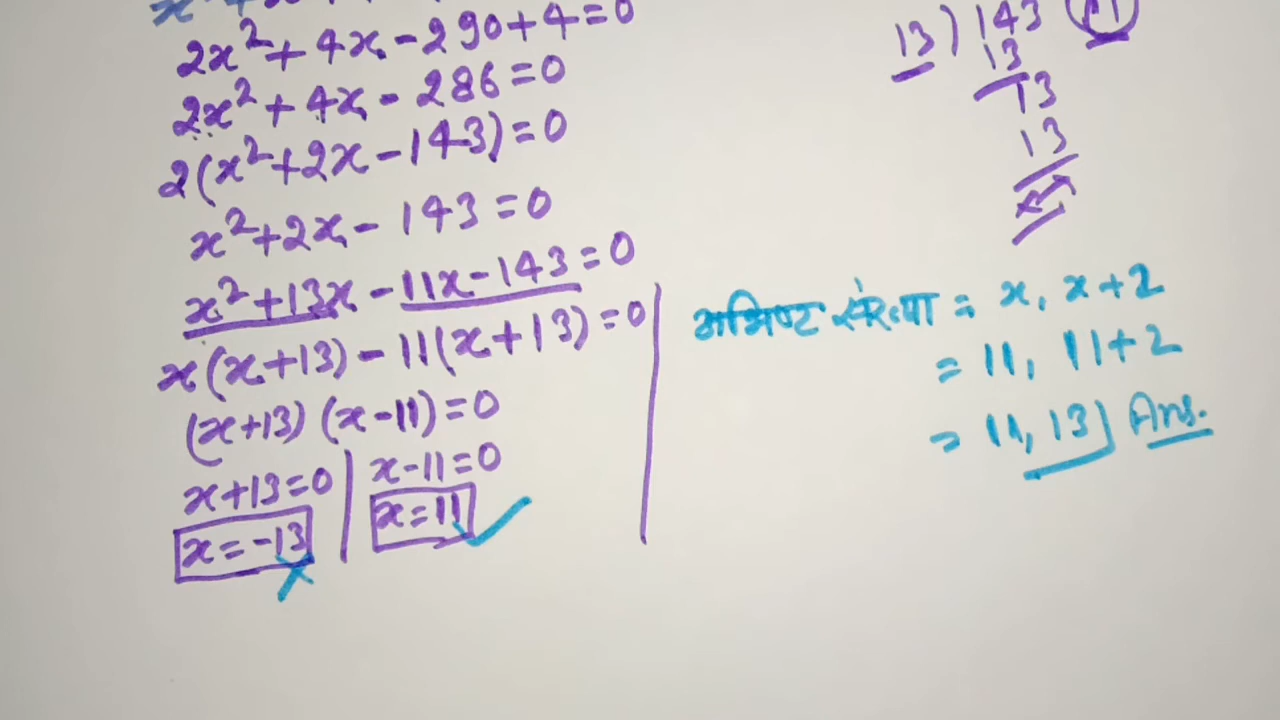 2x² + 4x - 290 + 4 = 0
2x² + 4x - 286 = 0
2(x² + 2x - 143) = 0
x² + 2x - 143 = 0
x² + 13x - 11x - 143 = 0
x(x + 13) - 11(x + 13) = 0
(x + 13) (x - 11) = 0
x + 13 = 0 | x - 11 = 0
x = -13 | x = 11
13 ) 143 (
13
13
13
संख्या = x, x + 2
= 11, 11 + 2
= 11, 13 Ans.